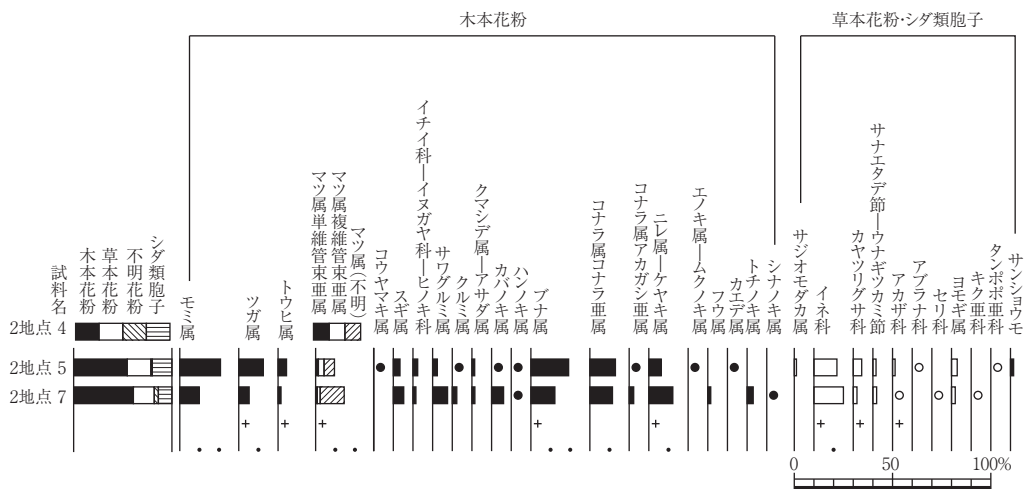 木本花粉
草本花粉・シダ類胞子
試料名
木本花粉
草本花粉
不明花粉
シダ類胞子
モミ属
ツガ属
トウヒ属
マツ属単維管束亜属
マツ属複維管束亜属
マツ属(不明)
コウヤマキ属
スギ属
イチイ科―イヌガヤ科―ヒノキ科
サワグルミ属
クルミ属
クマシデ属―アサダ属
カバノキ属
ハンノキ属
ブナ属
コナラ属コナラ亜属
コナラ属アカガシ亜属
ニレ属―ケヤキ属
エノキ属―ムクノキ属
フウ属
カエデ属
トチノキ属
シナノキ属
サジオモダカ属
イネ科
カヤツリグサ科
サナエタデ節―ウナギツカミ節
アカザ科
アブラナ科
セリ科
ヨモギ属
キク亜科
タンポポ亜科
サンショウモ
2地点 4
2地点 5
2地点 7
0 50 100%